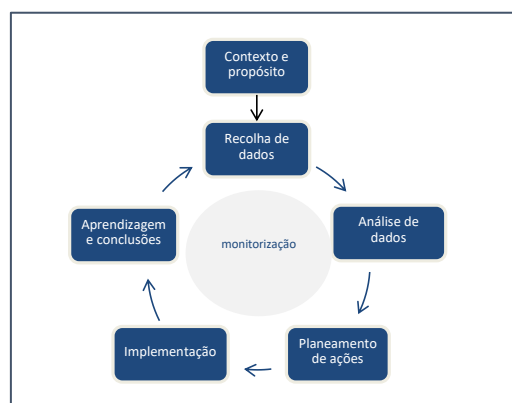 Contexto e
propósito
Recolha de
dados
Análise de
dados
Planeamento
de ações
Implementação
Aprendizagem
e conclusões
monitorização